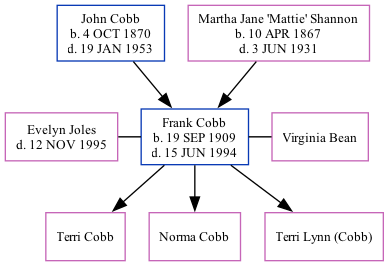 John Cobb
b. 4 OCT 1870
d. 19 JAN 1953
Martha Jane 'Mattie' Shannon
b. 10 APR 1867
d. 3 JUN 1931
Evelyn Joles
d. 12 NOV 1995
Frank Cobb
b. 19 SEP 1909
d. 15 JUN 1994
Virginia Bean
Terri Cobb
Norma Cobb
Terri Lynn (Cobb)